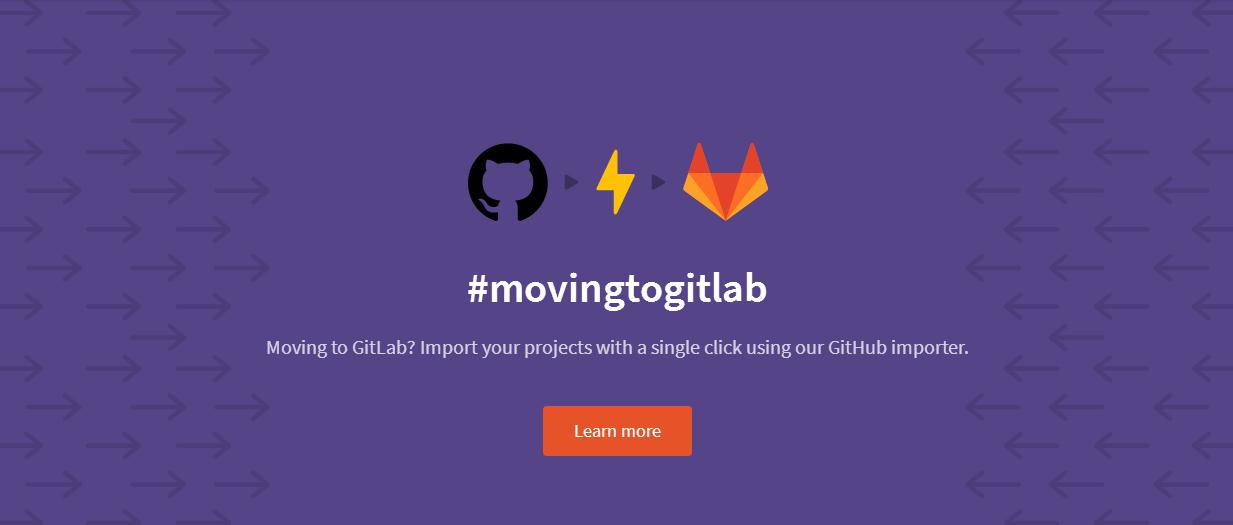 #movingtogitlab
Moving to GitLab? Import your projects with a single click using our GitHub importer.
Learn more